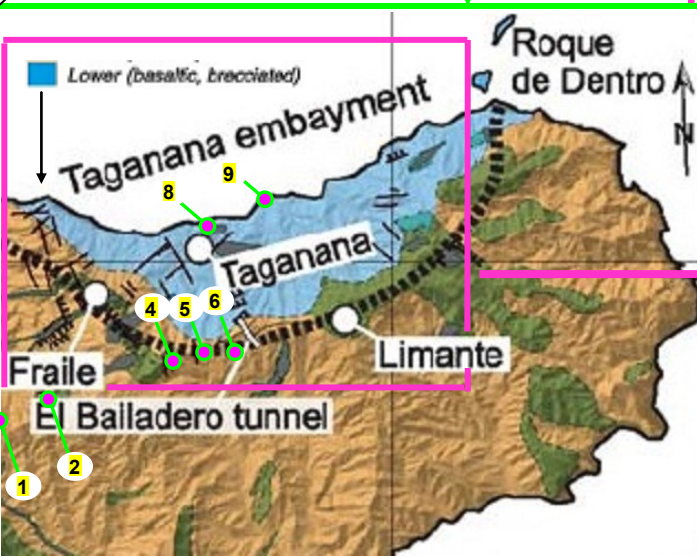 Roque
de Dentro
N
Lower (basaltic, brecciated)
Taganana embayment
9
8
Taganana
4
5
6
Limante
Fraile
El Bailadero tunnel
2
1